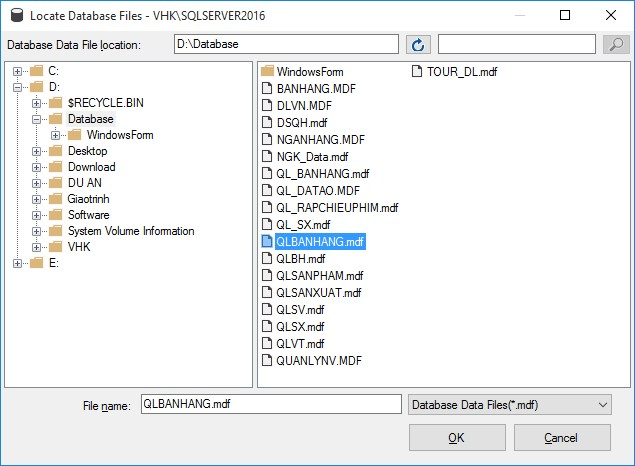 Locate Database Files - VHK\SQLSERVER2016
Database Data File location: D:\Database
C:
D:
$RECYCLE.BIN
Database
WindowsForm
Desktop
Download
DU AN
Giaotrinh
Software
System Volume Information
VHK
E:
WindowsForm
BANHANG.MDF
DLVN.MDF
DSQH.MDF
NGANHANG.MDF
NGK_Data.mdf
QL_BANHANG.mdf
QL_DATAO.MDF
QL_RAPCHIEUPHIM.mdf
QL_SX.mdf
QLBANHANG.mdf
QLBH.mdf
QLSANPHAM.mdf
QLSANXUAT.mdf
QLSV.mdf
QLSX.mdf
QLVT.mdf
QUANLYNV.MDF
TOUR_DL.mdf
File name: QLBANHANG.mdf Database Data Files(*.mdf)
OK Cancel